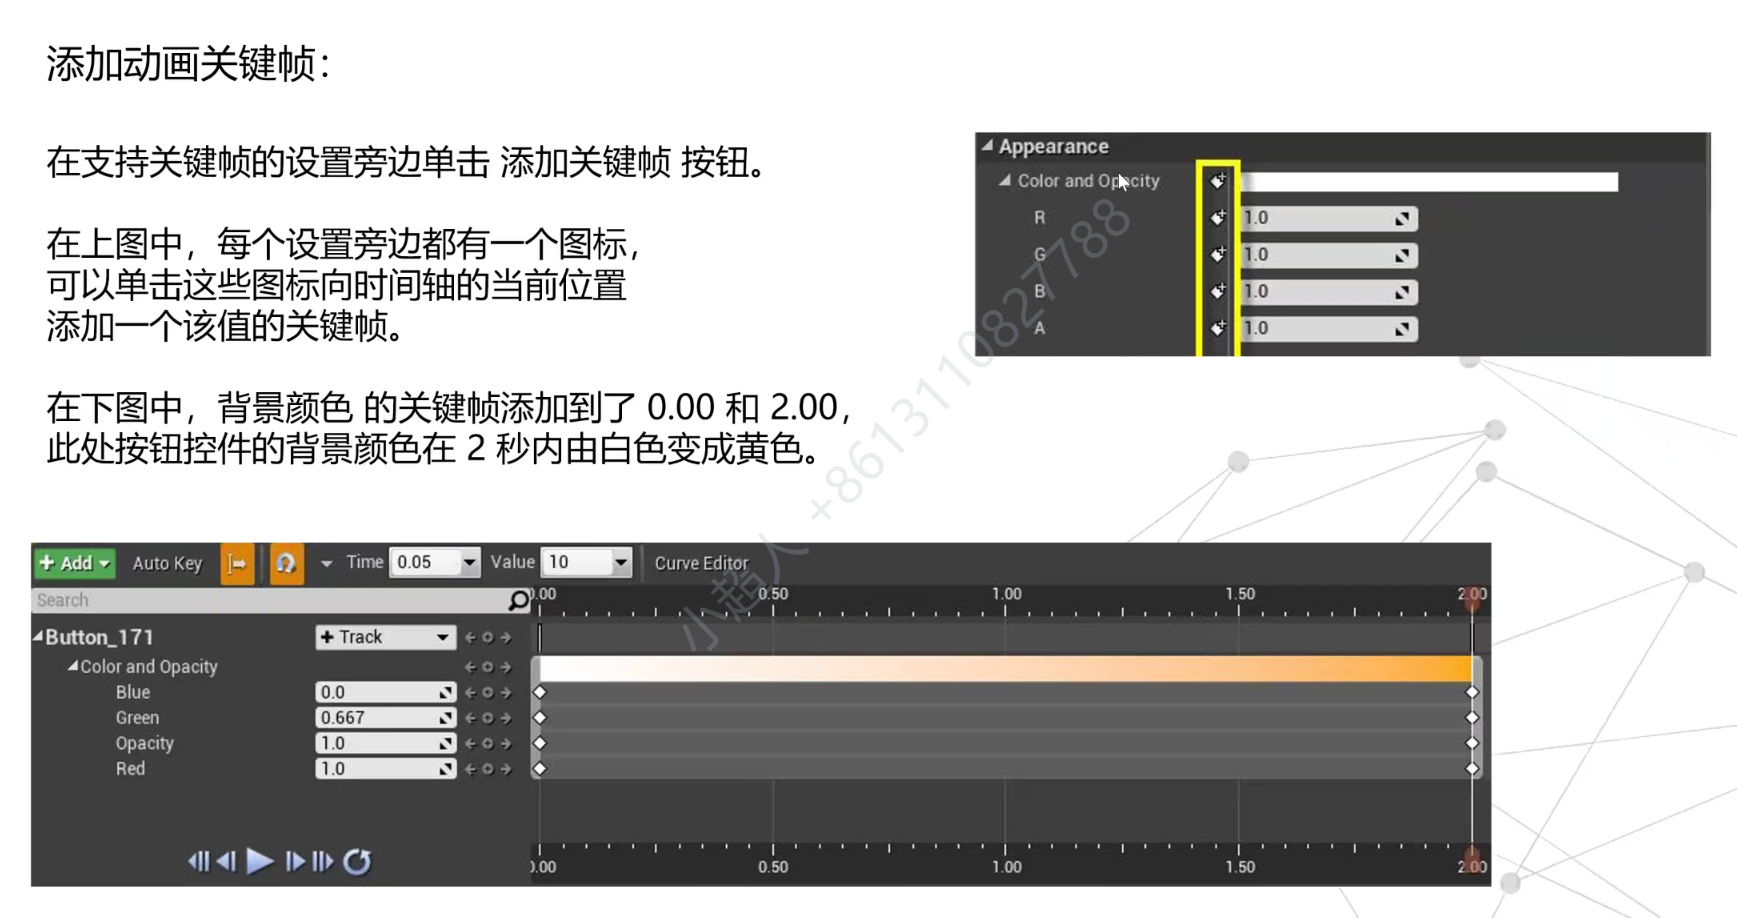 添加动画关键帧：
在支持关键帧的设置旁边单击 添加关键帧 按钮。
在上图中，每个设置旁边都有一个图标，
可以单击这些图标向时间轴的当前位置
添加一个该值的关键帧。
在下图中，背景颜色 的关键帧添加到了 0.00 和 2.00，
此处按钮控件的背景颜色在 2 秒内由白色变成黄色。
Appearance
Color and Opacity
R 1.0
G 1.0
B 1.0
A 1.0
小超人 +8613110827788
+ Add Auto Key Time 0.05 Value 10 Curve Editor
Search
0.00 0.50 1.00 1.50 2.00
Button_171 + Track
Color and Opacity
Blue 0.0
Green 0.667
Opacity 1.0
Red 1.0
0.00 0.50 1.00 1.50 2.00